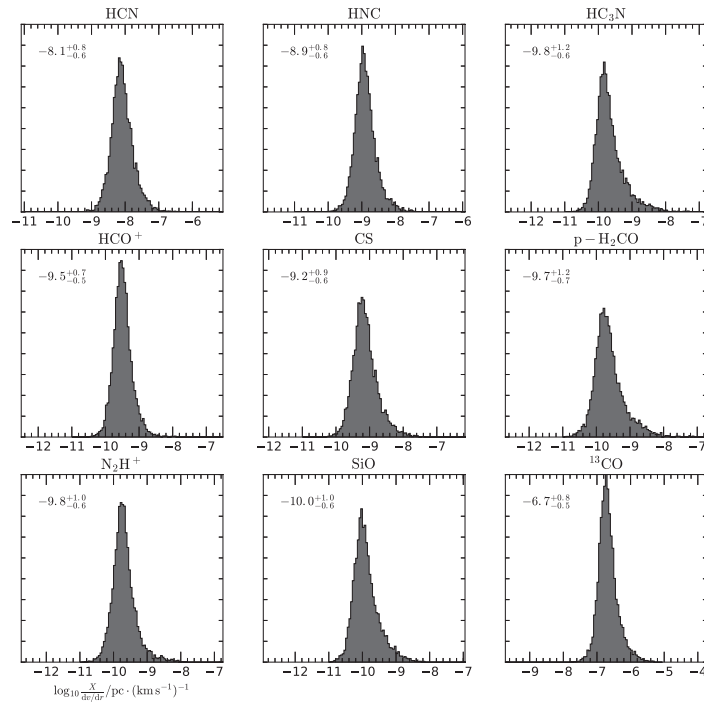 HCN HNC HC₃N
−8.1 +0.8 −0.6 −8.9 +0.8 −0.6 −9.8 +1.2 −0.6
−11 −10 −9 −8 −7 −6 −11 −10 −9 −8 −7 −6 −12 −11 −10 −9 −8 −7
HCO⁺ CS p − H₂CO
−9.5 +0.7 −0.5 −9.2 +0.9 −0.6 −9.7 +1.2 −0.7
−12 −11 −10 −9 −8 −7 −12 −11 −10 −9 −8 −7 −6 −12 −11 −10 −9 −8 −7
N₂H⁺ SiO ¹³CO
−9.8 +1.0 −0.6 −10.0 +1.0 −0.6 −6.7 +0.8 −0.5
−12 −11 −10 −9 −8 −7 −12 −11 −10 −9 −8 −7 −9 −8 −7 −6 −5 −4
log₁₀ X/dv/dr /pc · (km s⁻¹)⁻¹